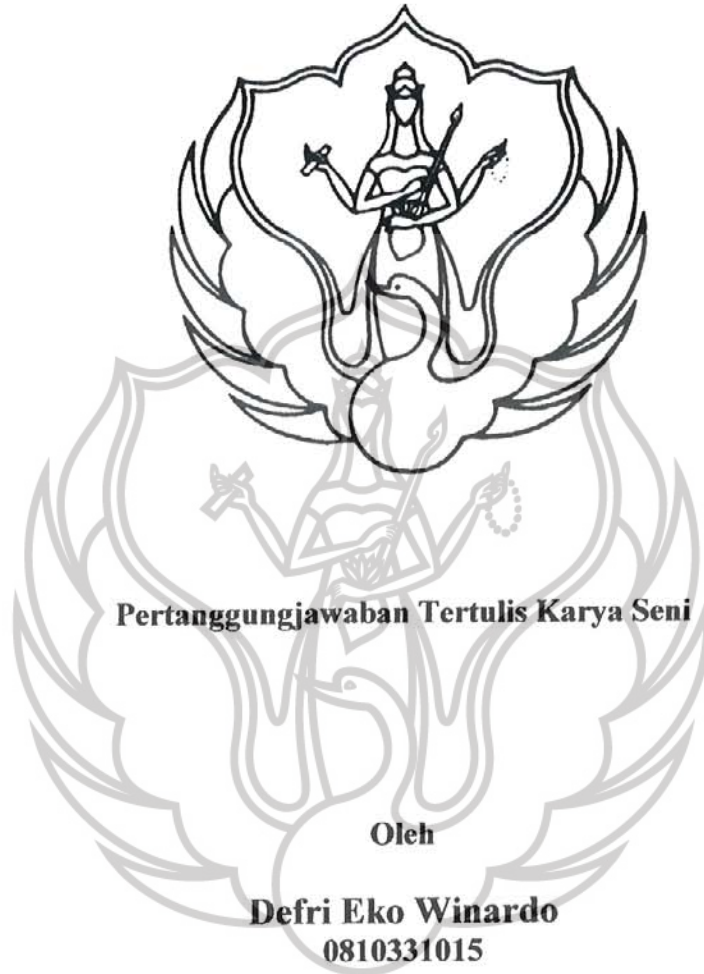 Pertanggungjawaban Tertulis Karya Seni
Oleh
Defri Eko Winardo
0810331015